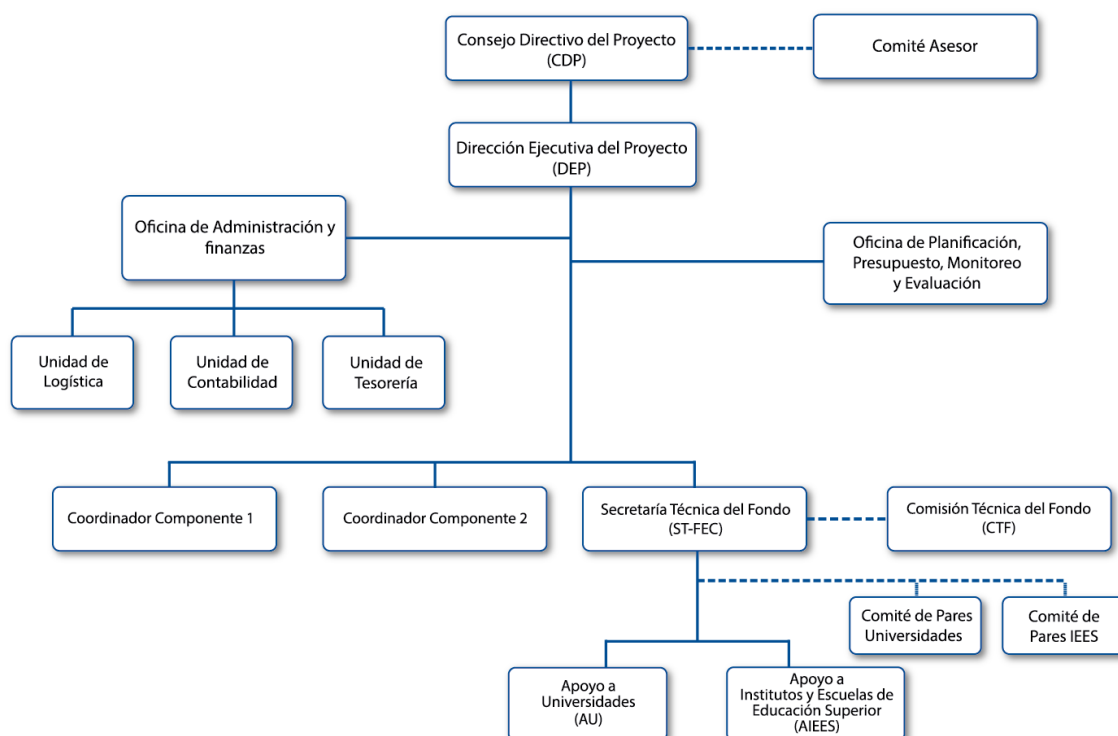 Consejo Directivo del Proyecto
(CDP)
Comité Asesor
Dirección Ejecutiva del Proyecto
(DEP)
Oficina de Administración y
finanzas
Oficina de Planificación,
Presupuesto, Monitoreo
y Evaluación
Unidad de
Logística
Unidad de
Contabilidad
Unidad de
Tesorería
Coordinador Componente 1
Coordinador Componente 2
Secretaría Técnica del Fondo
(ST-FEC)
Comisión Técnica del Fondo
(CTF)
Comité de Pares
Universidades
Comité de
Pares IEES
Apoyo a
Universidades
(AU)
Apoyo a
Institutos y Escuelas de
Educación Superior
(AIEES)